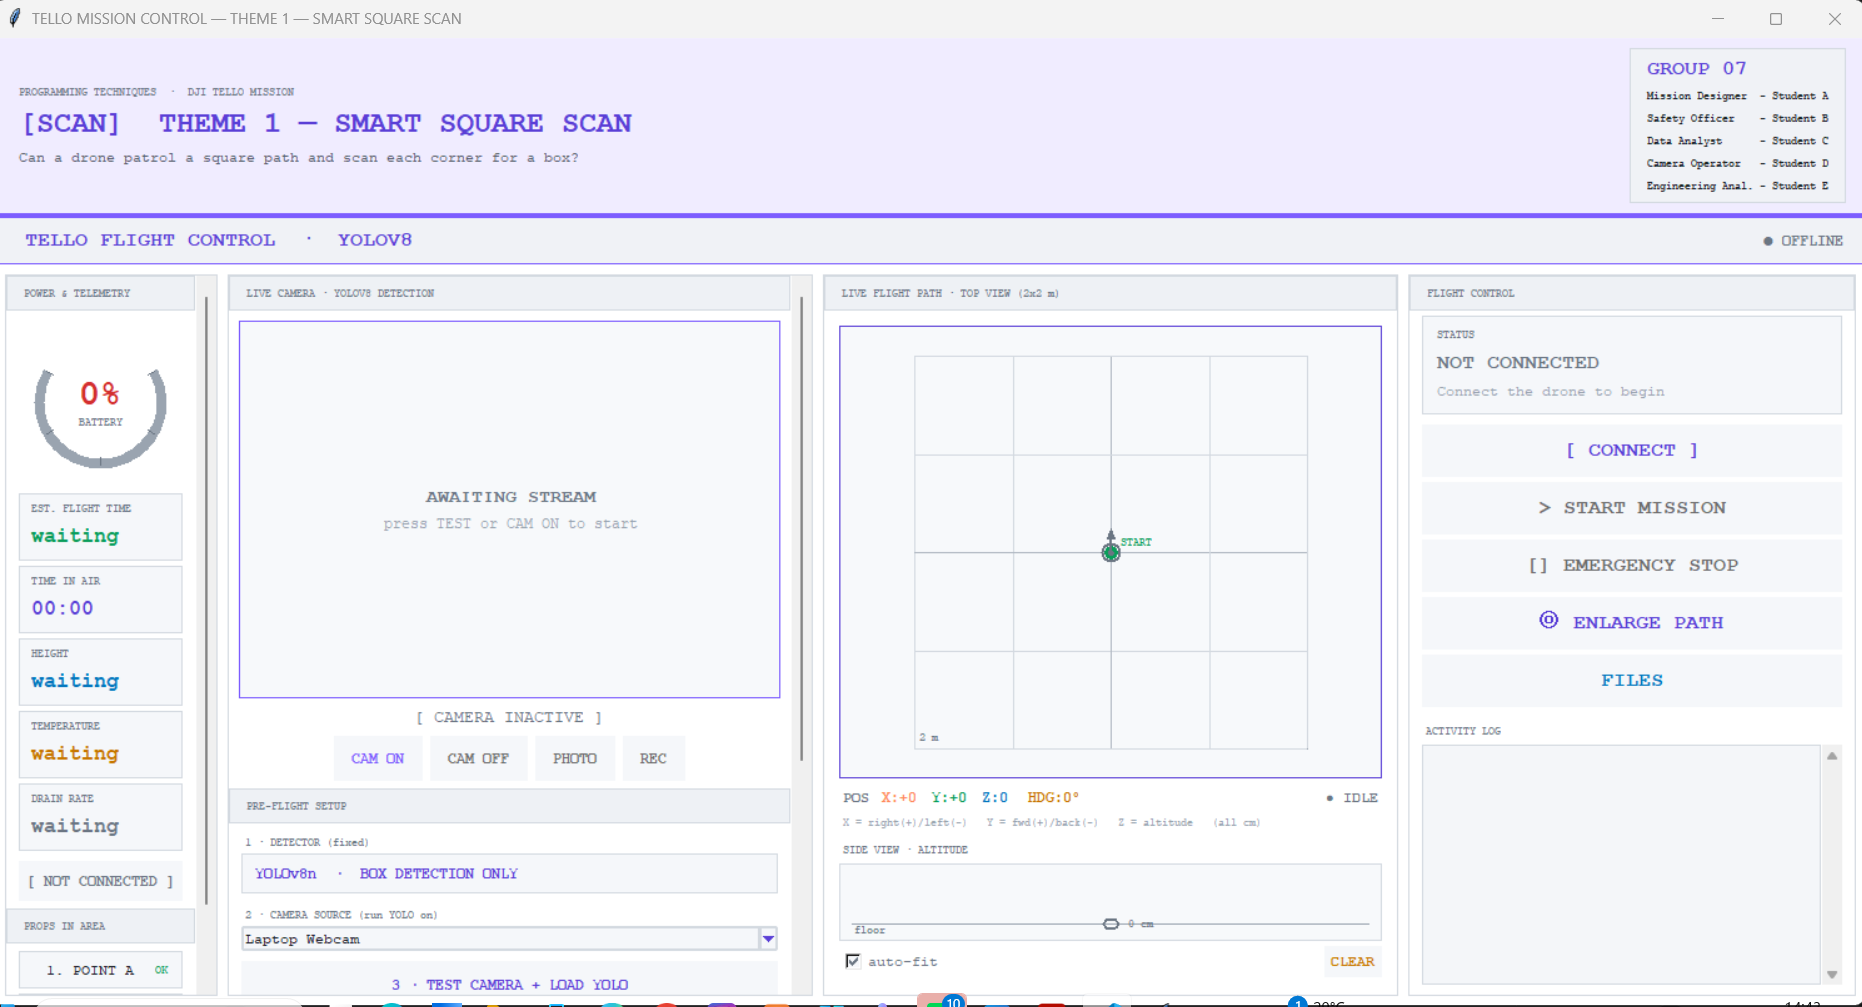 TELLO MISSION CONTROL — THEME 1 — SMART SQUARE SCAN
PROGRAMMING TECHNIQUES · DJI TELLO MISSION
[SCAN] THEME 1 — SMART SQUARE SCAN
Can a drone patrol a square path and scan each corner for a box?
GROUP 07
Mission Designer - Student A
Safety Officer - Student B
Data Analyst - Student C
Camera Operator - Student D
Engineering Anal. - Student E
TELLO FLIGHT CONTROL · YOLOV8
● OFFLINE
POWER & TELEMETRY
0%
BATTERY
EST. FLIGHT TIME
waiting
TIME IN AIR
00:00
HEIGHT
waiting
TEMPERATURE
waiting
DRAIN RATE
waiting
[ NOT CONNECTED ]
PROPS IN AREA
1. POINT A OK
LIVE CAMERA · YOLOV8 DETECTION
AWAITING STREAM
press TEST or CAM ON to start
[ CAMERA INACTIVE ]
CAM ON CAM OFF PHOTO REC
PRE-FLIGHT SETUP
1 · DETECTOR (fixed)
YOLOv8n · BOX DETECTION ONLY
2 · CAMERA SOURCE (run YOLO on)
Laptop Webcam
3 · TEST CAMERA + LOAD YOLO
LIVE FLIGHT PATH · TOP VIEW (2x2 m)
START
2 m
POS X:+0 Y:+0 Z:0 HDG:0° ● IDLE
X = right(+)/left(-) Y = fwd(+)/back(-) Z = altitude (all cm)
SIDE VIEW · ALTITUDE
0 cm
floor
auto-fit
CLEAR
FLIGHT CONTROL
STATUS
NOT CONNECTED
Connect the drone to begin
[ CONNECT ]
> START MISSION
[] EMERGENCY STOP
◎ ENLARGE PATH
FILES
ACTIVITY LOG
10
1